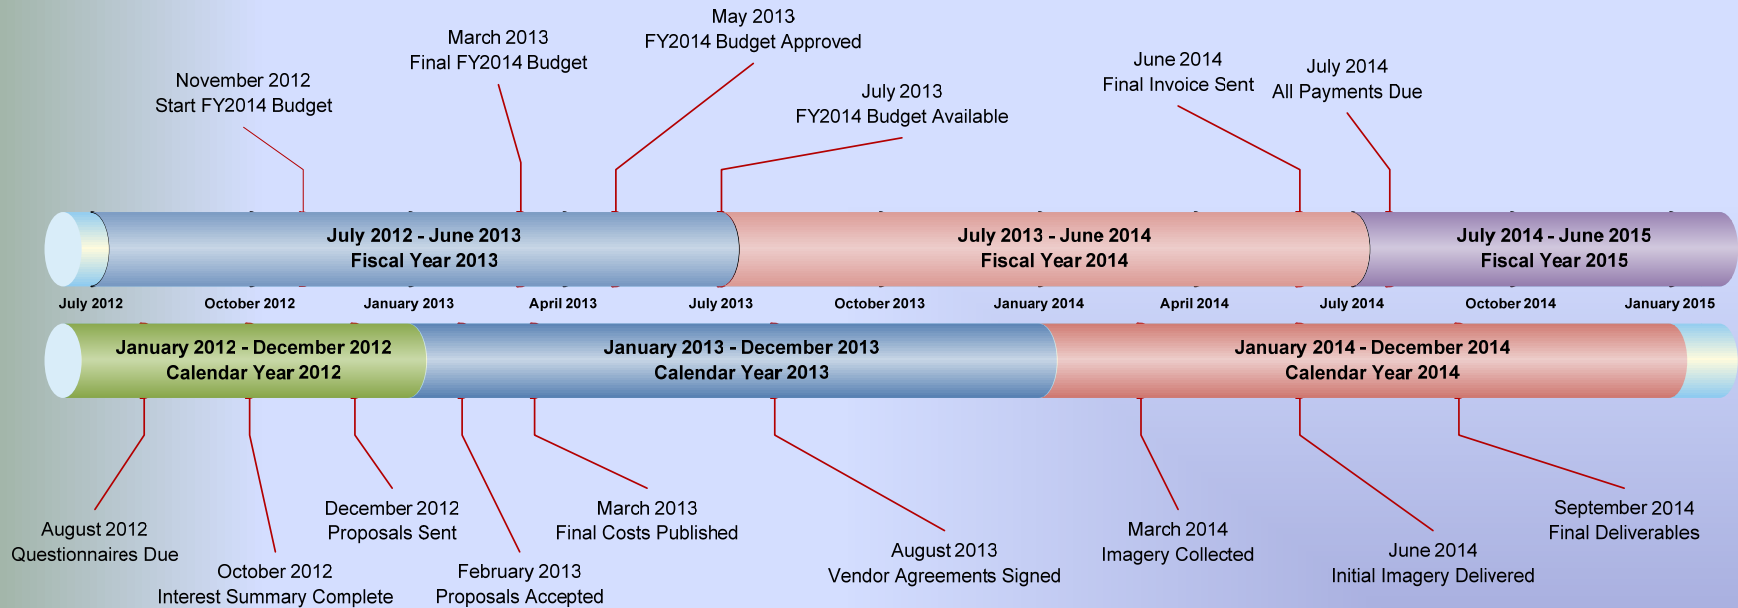 May 2013
FY2014 Budget Approved
March 2013
Final FY2014 Budget
November 2012
Start FY2014 Budget
July 2013
FY2014 Budget Available
June 2014
Final Invoice Sent
July 2014
All Payments Due
July 2012 - June 2013
Fiscal Year 2013
July 2013 - June 2014
Fiscal Year 2014
July 2014 - June 2015
Fiscal Year 2015
July 2012
October 2012
January 2013
April 2013
July 2013
October 2013
January 2014
April 2014
July 2014
October 2014
January 2015
January 2012 - December 2012
Calendar Year 2012
January 2013 - December 2013
Calendar Year 2013
January 2014 - December 2014
Calendar Year 2014
August 2012
Questionnaires Due
October 2012
Interest Summary Complete
December 2012
Proposals Sent
February 2013
Proposals Accepted
March 2013
Final Costs Published
August 2013
Vendor Agreements Signed
March 2014
Imagery Collected
June 2014
Initial Imagery Delivered
September 2014
Final Deliverables